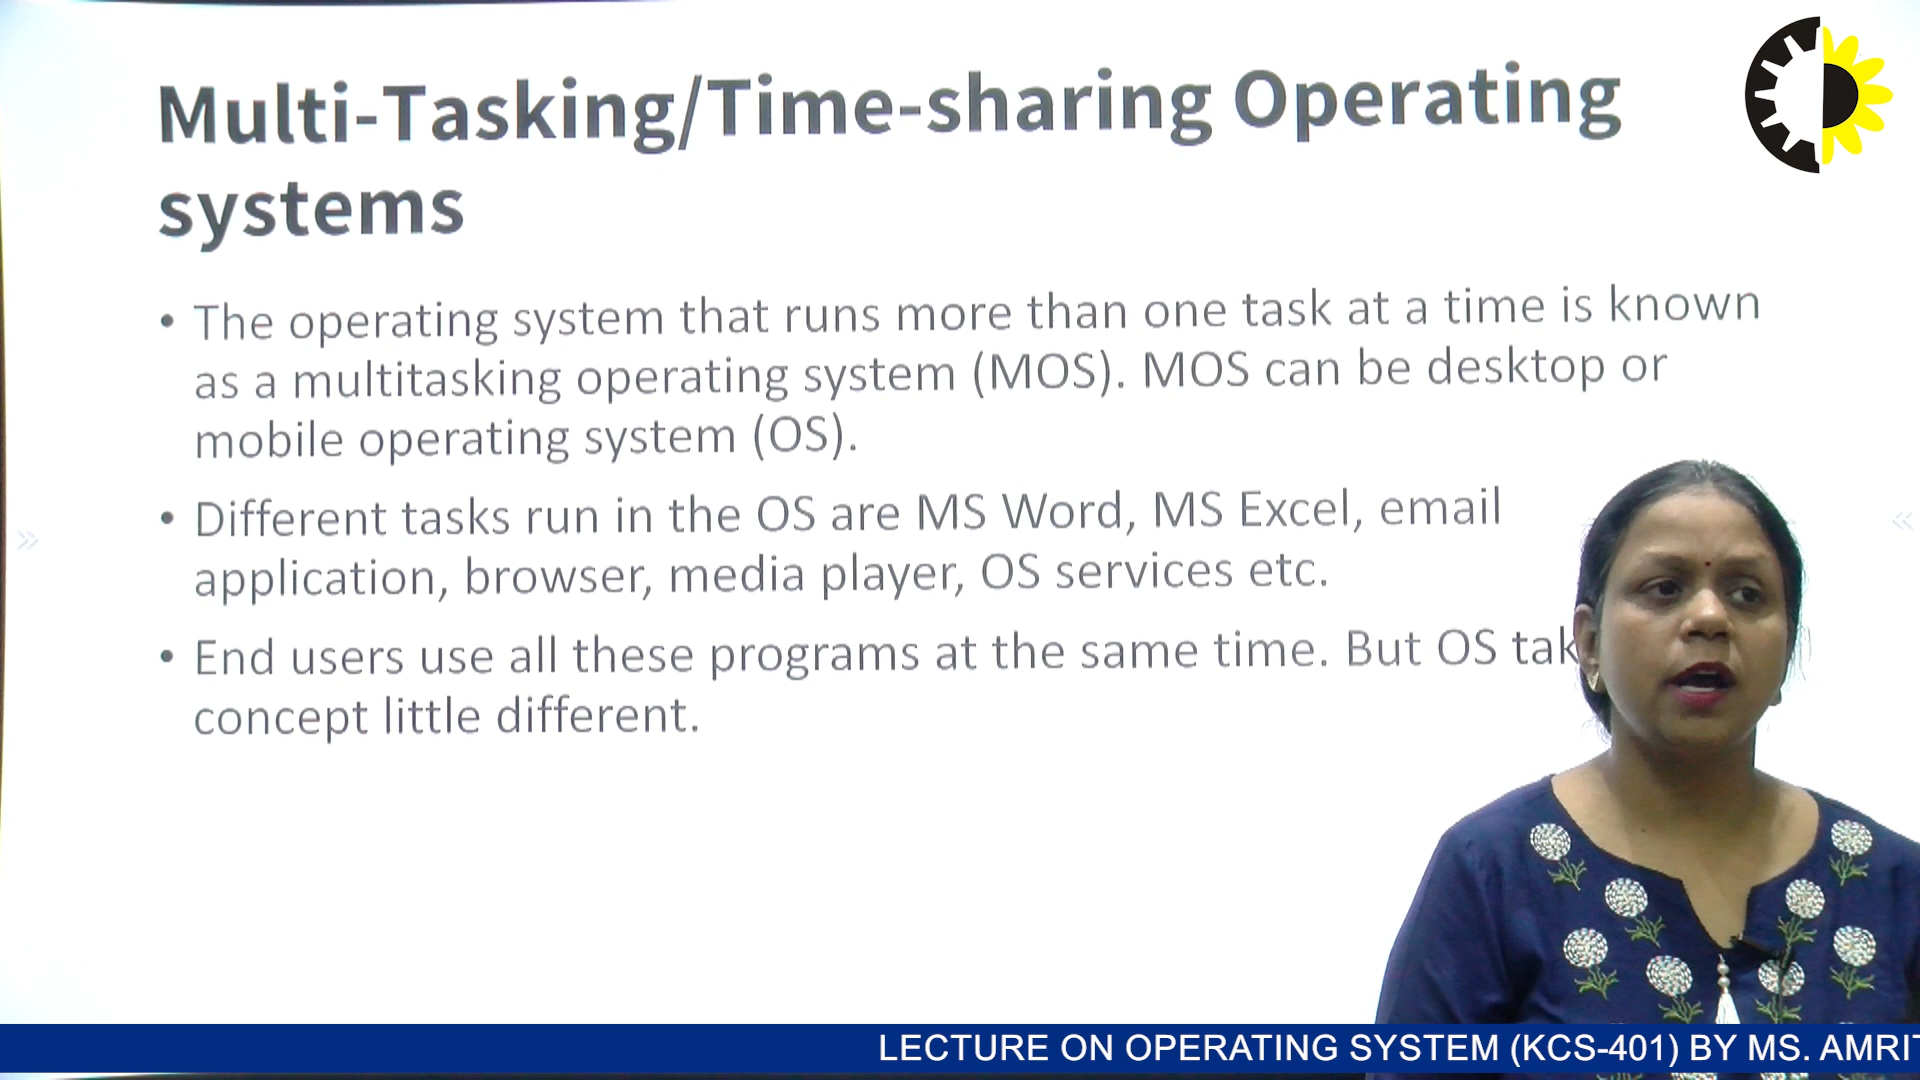 Multi-Tasking/Time-sharing Operating
systems
• The operating system that runs more than one task at a time is known
as a multitasking operating system (MOS). MOS can be desktop or
mobile operating system (OS).
• Different tasks run in the OS are MS Word, MS Excel, email
application, browser, media player, OS services etc.
• End users use all these programs at the same time. But OS
concept little different.
LECTURE ON OPERATING SYSTEM (KCS-401) BY MS.